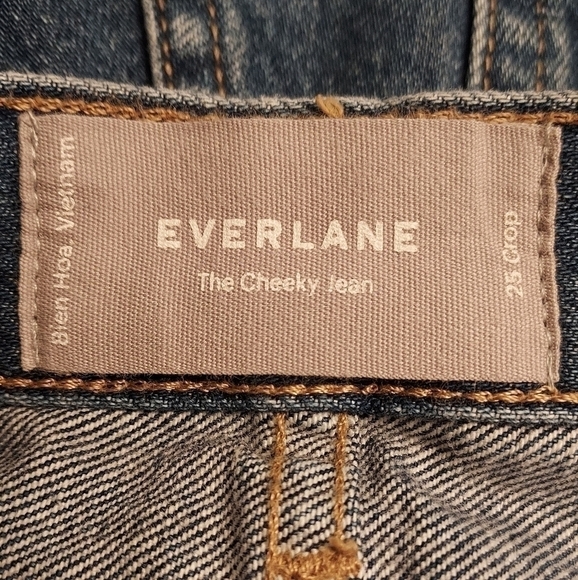 Bien Hoa, Vietnam
EVERLANE
The Cheeky Jean
25 Crop